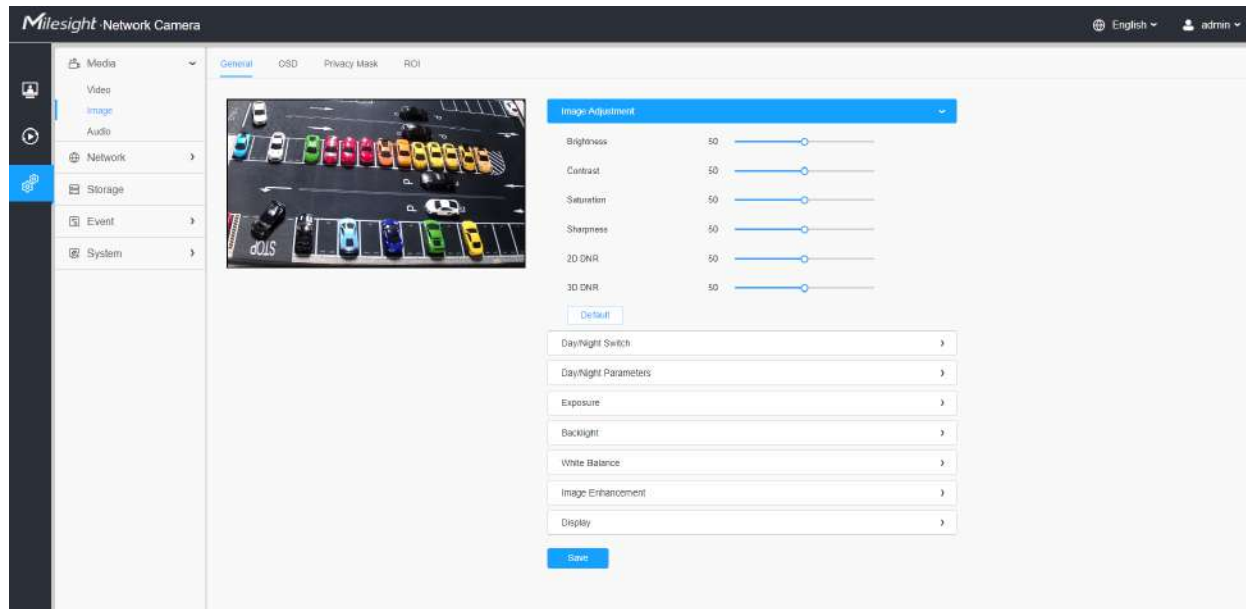 Milesight -Network Camera
English
admin
Media
Video
Image
Audio
Network
Storage
Event
System
General OSD Privacy Mask ROI
P
P
P
STOP
Image Adjustment
Brightness 50
Contrast 50
Saturation 50
Sharpness 50
2D DNR 50
3D DNR 50
Default
Day/Night Switch
Day/Night Parameters
Exposure
Backlight
White Balance
Image Enhancement
Display
Save